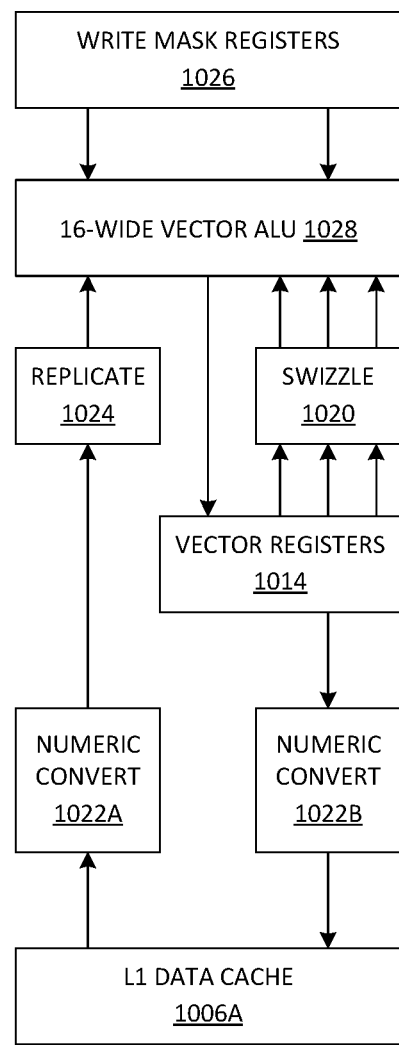 WRITE MASK REGISTERS
1026
16-WIDE VECTOR ALU 1028
REPLICATE
1024
SWIZZLE
1020
VECTOR REGISTERS
1014
NUMERIC
CONVERT
1022A
NUMERIC
CONVERT
1022B
L1 DATA CACHE
1006A